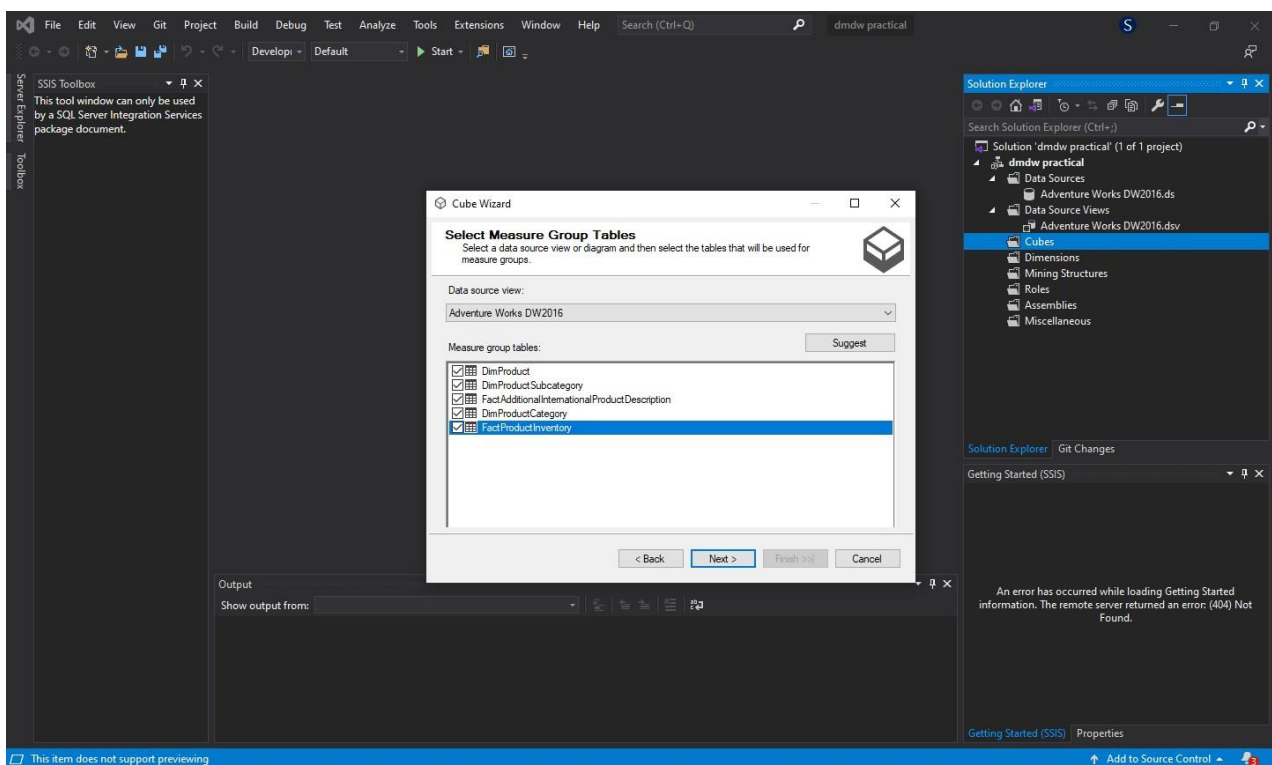 File Edit View Git Project Build Debug Test Analyze Tools Extensions Window Help Search (Ctrl+Q) dmdw practical S
Default Start
Server Explorer
Toolbox
SSIS Toolbox
This tool window can only be used
by a SQL Server Integration Services
package document.
Cube Wizard
Select Measure Group Tables
Select a data source view or diagram and then select the tables that will be used for
measure groups.
Data source view:
Adventure Works DW2016
Measure group tables:
Suggest
DimProduct
DimProductSubcategory
FactAdditionalInternationalProductDescription
DimProductCategory
FactProductInventory
< Back Next > Finish >>| Cancel
Output
Show output from:
Solution Explorer
Search Solution Explorer (Ctrl+;)
Solution 'dmdw practical' (1 of 1 project)
dmdw practical
Data Sources
Adventure Works DW2016.ds
Data Source Views
Adventure Works DW2016.dsv
Cubes
Dimensions
Mining Structures
Roles
Assemblies
Miscellaneous
Solution Explorer Git Changes
Getting Started (SSIS)
An error has occurred while loading Getting Started
information. The remote server returned an error: (404) Not
Found.
Getting Started (SSIS) Properties
This item does not support previewing
Add to Source Control